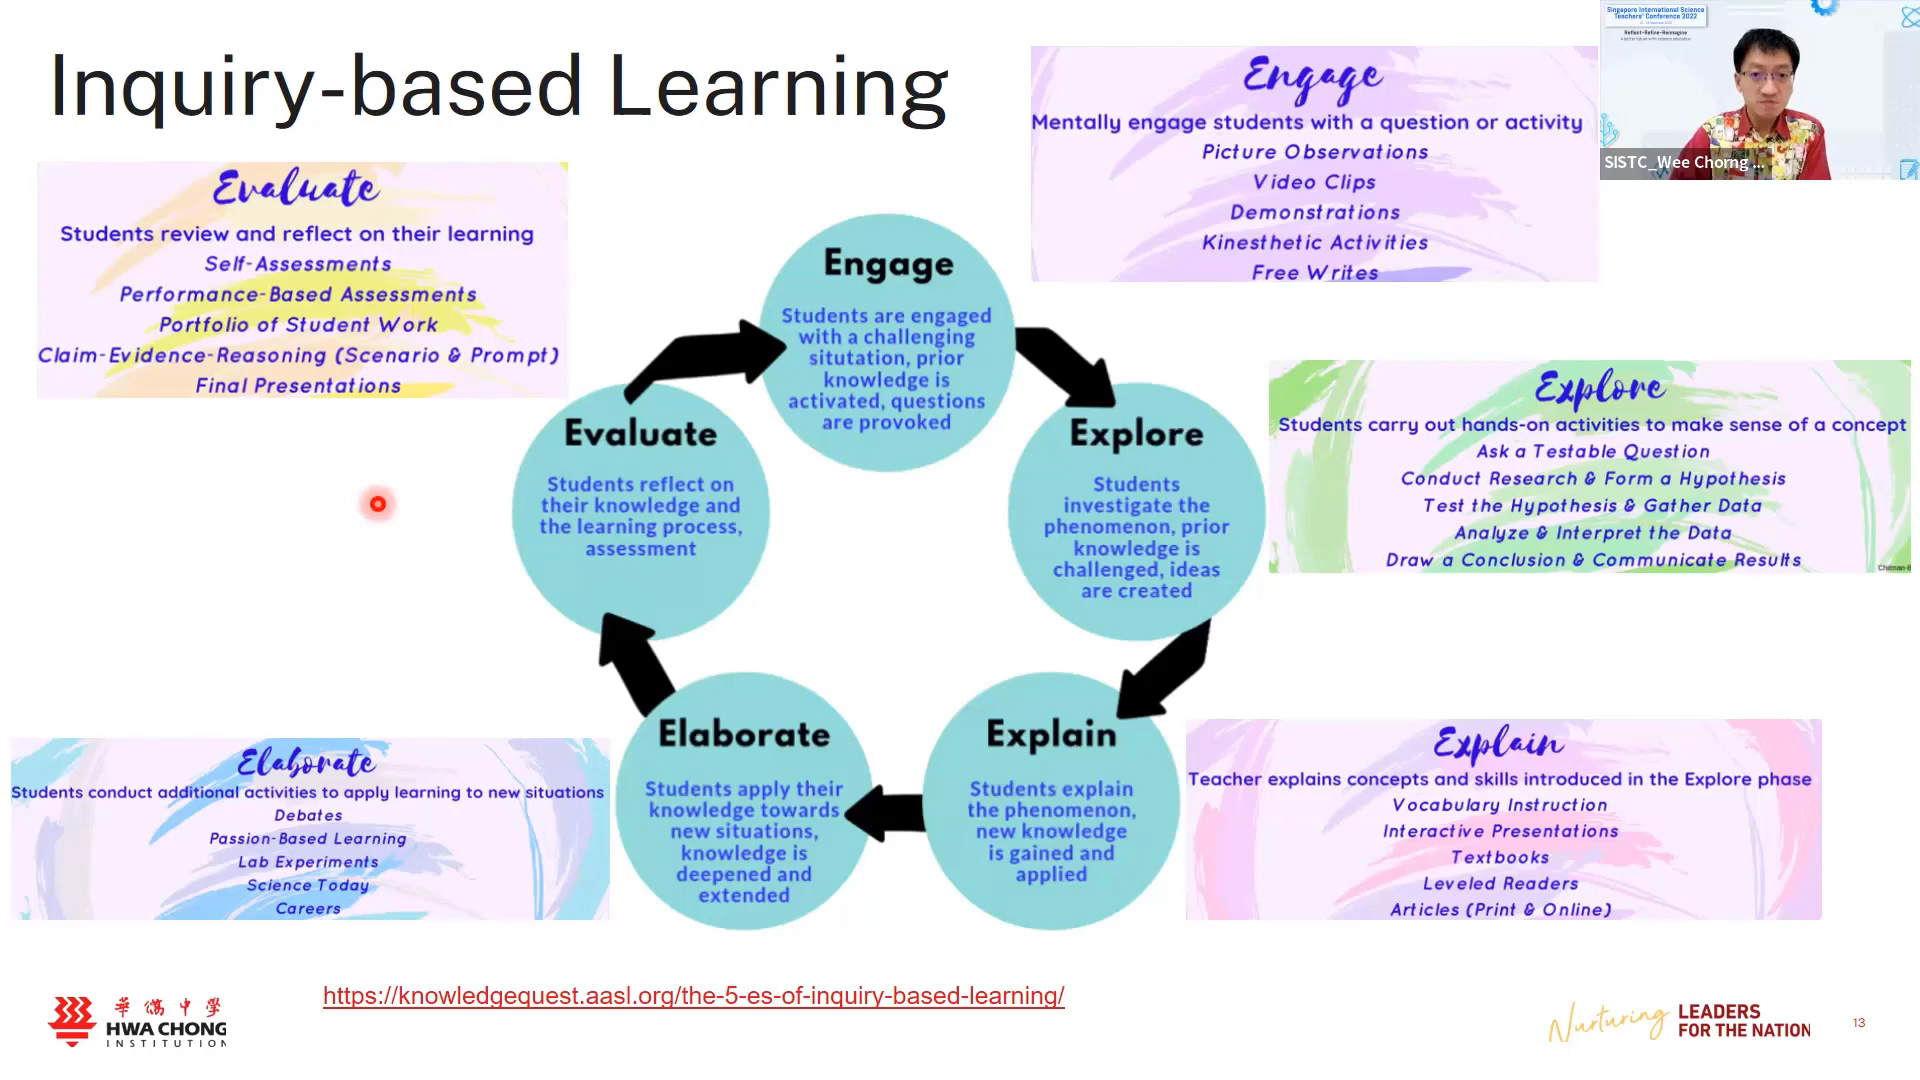 Inquiry-based Learning
Singapore International Science
Teachers' Conference 2022
Reflect-Refine-Reimagine
SISTC_Wee Chorng ...
Engage
Mentally engage students with a question or activity
Picture Observations
Video Clips
Demonstrations
Kinesthetic Activities
Free Writes
Evaluate
Students review and reflect on their learning
Self-Assessments
Performance-Based Assessments
Portfolio of Student Work
Claim-Evidence-Reasoning (Scenario & Prompt)
Final Presentations
Engage
Students are engaged
with a challenging
situtation, prior
knowledge is
activated, questions
are provoked
Explore
Students carry out hands-on activities to make sense of a concept
Ask a Testable Question
Conduct Research & Form a Hypothesis
Test the Hypothesis & Gather Data
Analyze & Interpret the Data
Draw a Conclusion & Communicate Results
Evaluate
Students reflect on
their knowledge and
the learning process,
assessment
Explore
Students
investigate the
phenomenon, prior
knowledge is
challenged, ideas
are created
Elaborate
Students conduct additional activities to apply learning to new situations
Debates
Passion-Based Learning
Lab Experiments
Science Today
Careers
Elaborate
Students apply their
knowledge towards
new situations,
knowledge is
deepened and
extended
Explain
Students explain
the phenomenon,
new knowledge
is gained and
applied
Explain
Teacher explains concepts and skills introduced in the Explore phase
Vocabulary Instruction
Interactive Presentations
Textbooks
Leveled Readers
Articles (Print & Online)
https://knowledgequest.aasl.org/the-5-es-of-inquiry-based-learning/
華僑中學
HWA CHONG
INSTITUTION
Nurturing LEADERS
FOR THE NATION
13